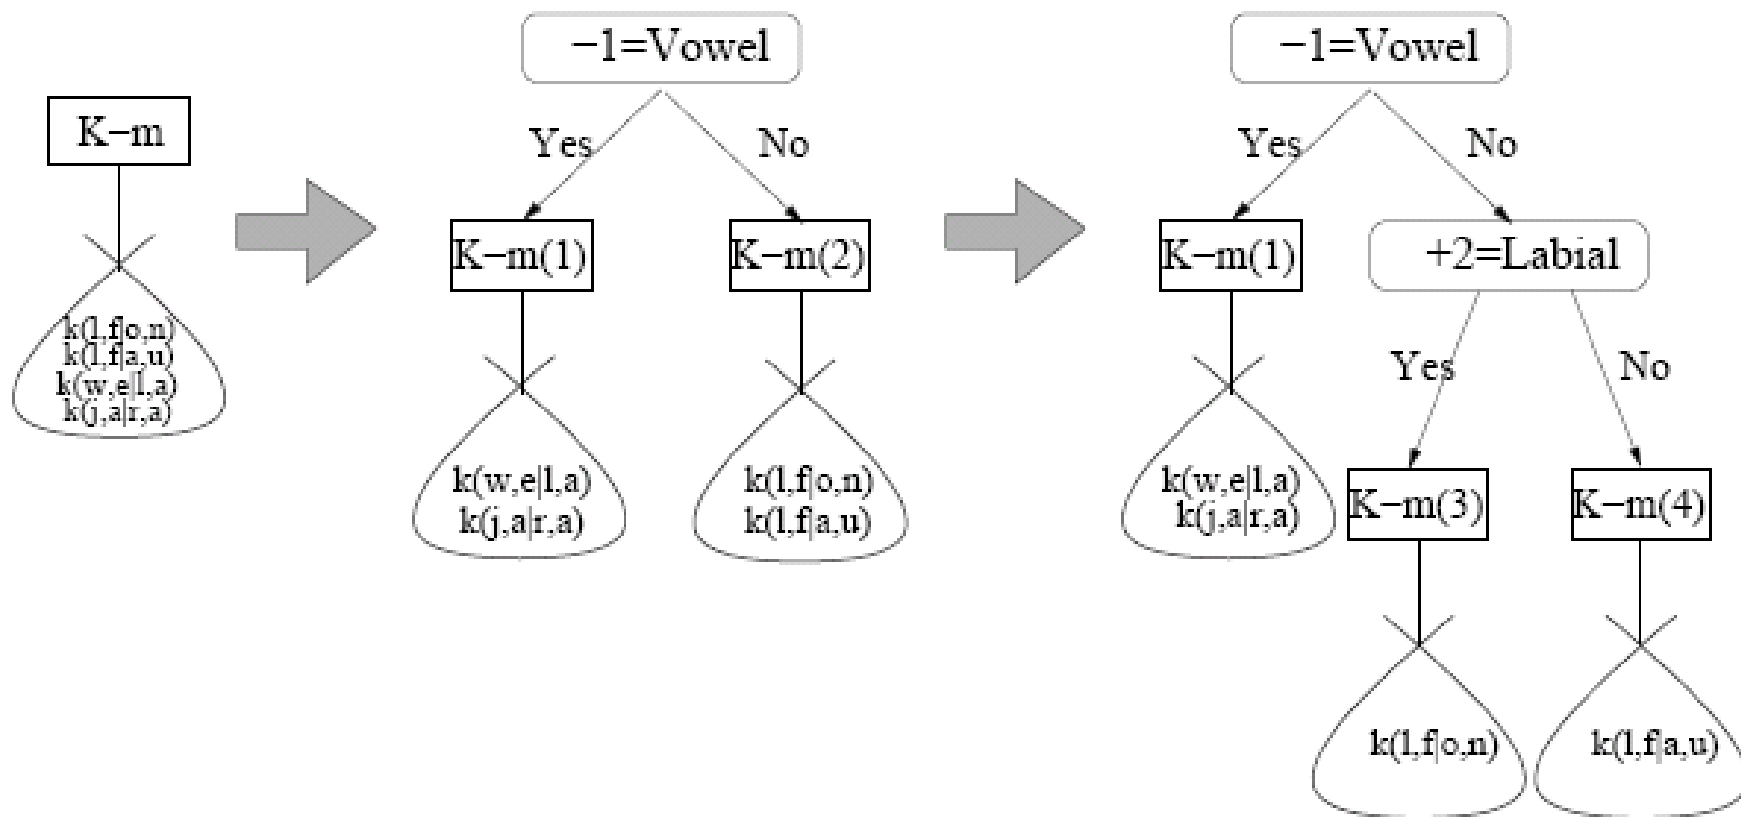 K−m
k(l,f|o,n)
k(l,f|a,u)
k(w,e|l,a)
k(j,a|r,a)
−1=Vowel
Yes
No
K−m(1)
K−m(2)
k(w,e|l,a)
k(j,a|r,a)
k(l,f|o,n)
k(l,f|a,u)
−1=Vowel
Yes
No
K−m(1)
+2=Labial
k(w,e|l,a)
k(j,a|r,a)
Yes
No
K−m(3)
K−m(4)
k(l,f|o,n)
k(l,f|a,u)